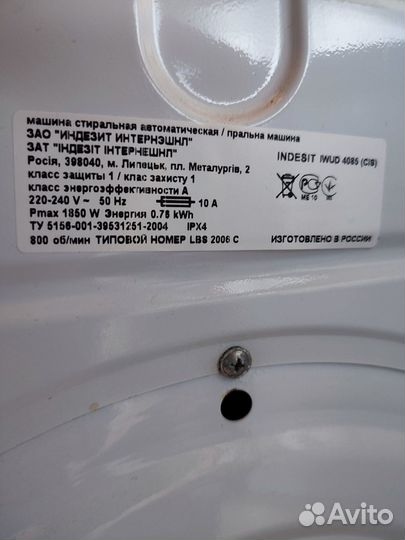 машина стиральная автоматическая / пральна машина
ЗАО "ИНДЕЗИТ ИНТЕРНЭШНЛ"
ЗАТ "ІНДЕЗІТ ІНТЕРНЕШНЛ"
INDESIT IWUD 4085 (CIS)
Росія, 398040, м. Липецьк, пл. Металургів, 2
класс защиты 1 / клас захисту 1
класс энергоэффективности А
220-240 V ~ 50 Hz 10 A
Pmax 1850 W Энергия 0.76 kWh
ТУ 5156-001-39531251-2004 IPX4
800 об/мин ТИПОВОЙ НОМЕР LBS 2006 C
ИЗГОТОВЛЕНО В РОССИИ
Avito